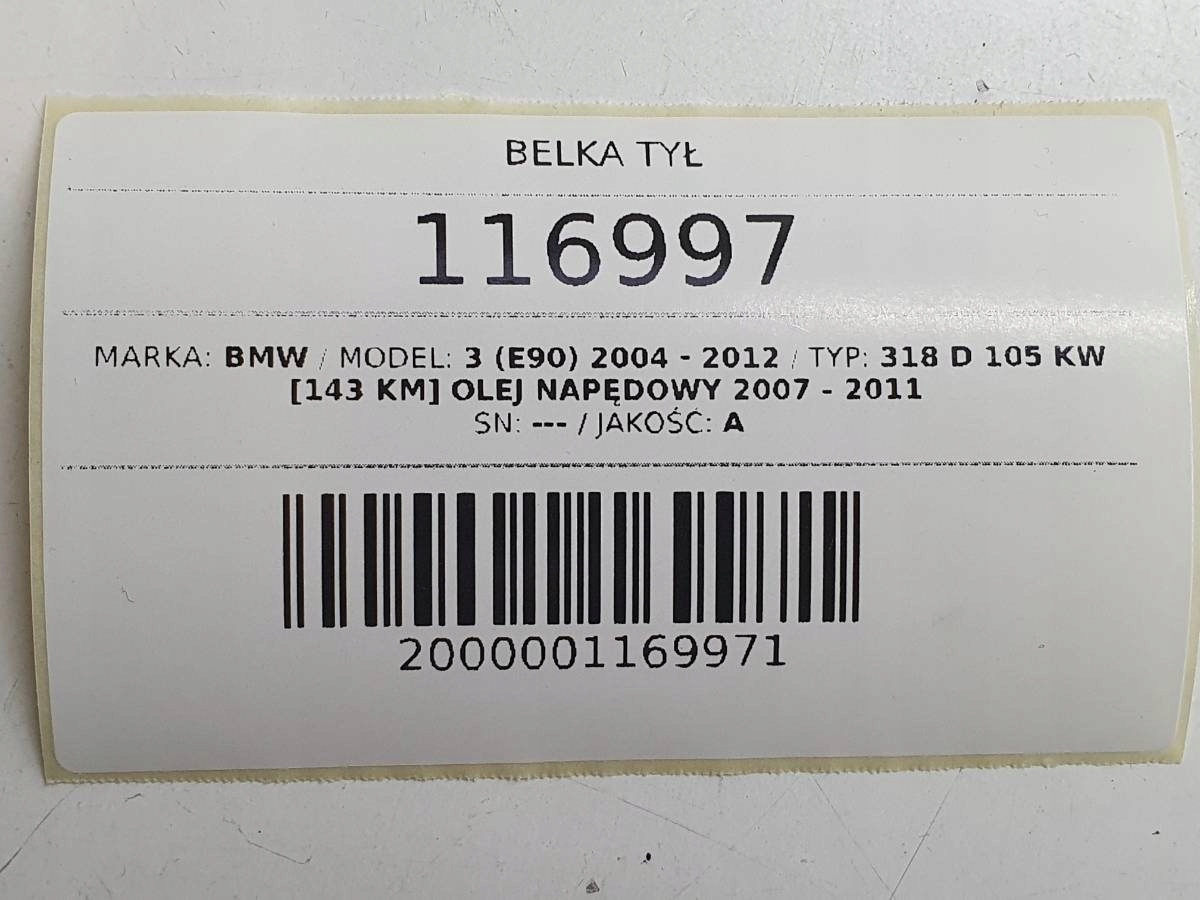 BELKA TYŁ
116997
MARKA: BMW / MODEL: 3 (E90) 2004 - 2012 / TYP: 318 D 105 KW
[143 KM] OLEJ NAPĘDOWY 2007 - 2011
SN: --- / JAKOŚĆ: A
2000001169971